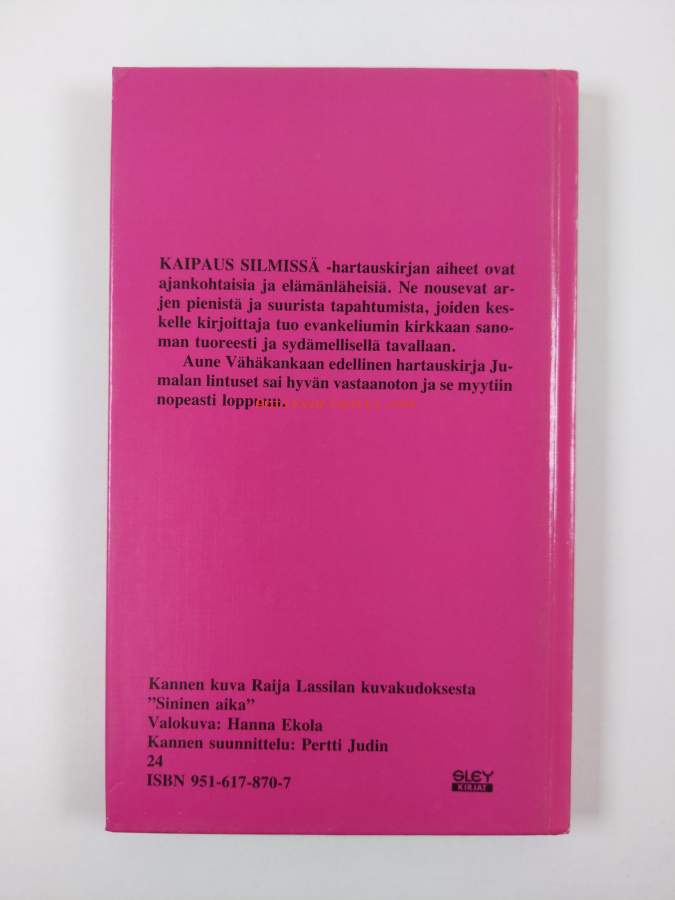 KAIPAUS SILMISSÄ -hartauskirjan aiheet ovat
ajankohtaisia ja elämänläheisiä. Ne nousevat ar-
jen pienistä ja suurista tapahtumista, joiden kes-
kelle kirjoittaja tuo evankeliumin kirkkaan sano-
man tuoreesti ja sydämellisellä tavallaan.
Aune Vähäkankaan edellinen hartauskirja Ju-
malan lintuset sai hyvän vastaanoton ja se myytiin
nopeasti loppuun.
Kannen kuva Raija Lassilan kuvakudoksesta
”Sininen aika”
Valokuva: Hanna Ekola
Kannen suunnittelu: Pertti Judin
24
ISBN 951-617-870-7
SLEY
KIRJAT